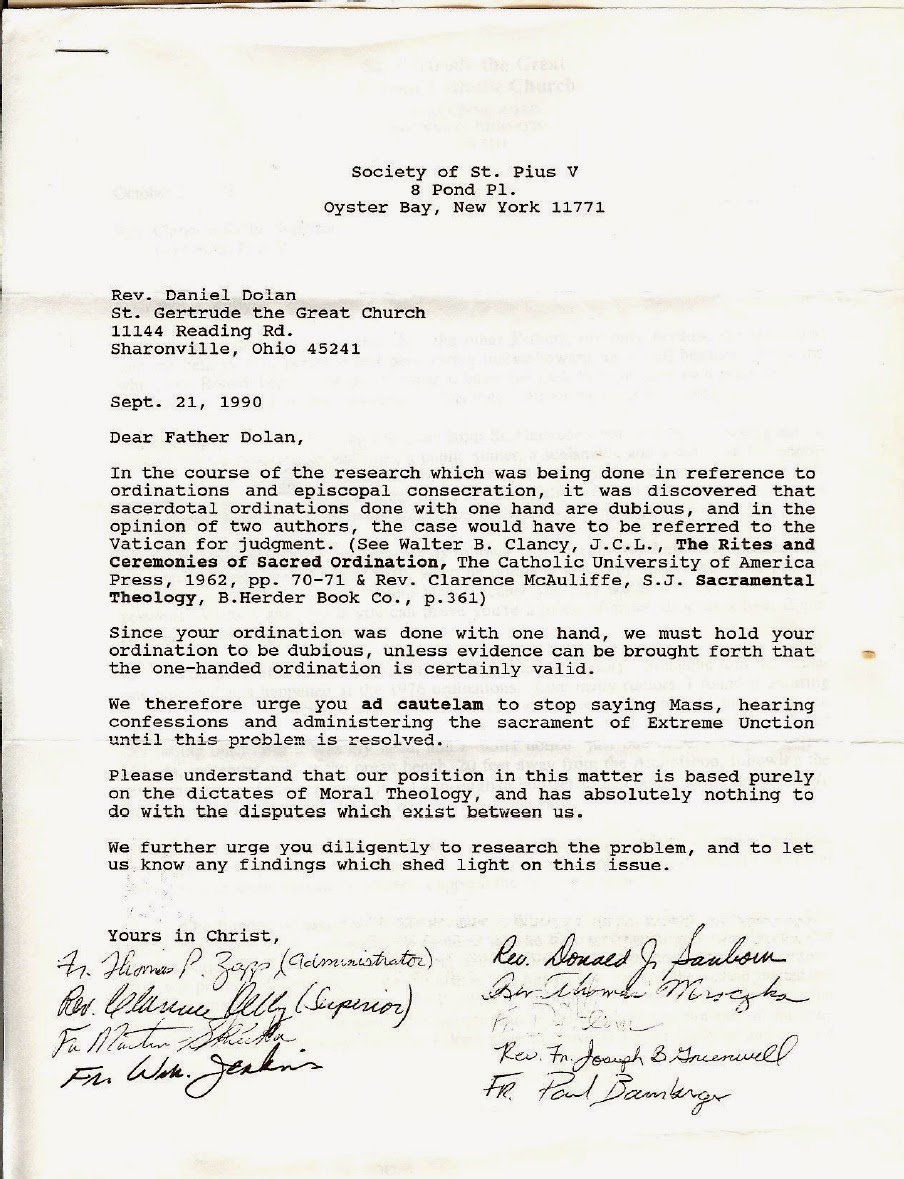 Society of St. Pius V
8 Pond Pl.
Oyster Bay, New York 11771
Rev. Daniel Dolan
St. Gertrude the Great Church
11144 Reading Rd.
Sharonville, Ohio 45241
Sept. 21, 1990
Dear Father Dolan,
In the course of the research which was being done in reference to
ordinations and episcopal consecration, it was discovered that
sacerdotal ordinations done with one hand are dubious, and in the
opinion of two authors, the case would have to be referred to the
Vatican for judgment. (See Walter B. Clancy, J.C.L., The Rites and
Ceremonies of Sacred Ordination, The Catholic University of America
Press, 1962, pp. 70-71 & Rev. Clarence McAuliffe, S.J. Sacramental
Theology, B.Herder Book Co., p.361)
Since your ordination was done with one hand, we must hold your
ordination to be dubious, unless evidence can be brought forth that
the one-handed ordination is certainly valid.
We therefore urge you ad cautelam to stop saying Mass, hearing
confessions and administering the sacrament of Extreme Unction
until this problem is resolved.
Please understand that our position in this matter is based purely
on the dictates of Moral Theology, and has absolutely nothing to
do with the disputes which exist between us.
We further urge you diligently to research the problem, and to let
us know any findings which shed light on this issue.
Yours in Christ,
Fr. Thomas P. Zapp (Administrator)
Rev. Clarence Kelly (Superior)
Fr. Martin Skierka
Fr. Wm. Jenkins
Rev. Donald J. Sanborn
Rev. Thomas Mroczka
Rev. Fr. Joseph B Greenwell
Fr. Paul Baumberger